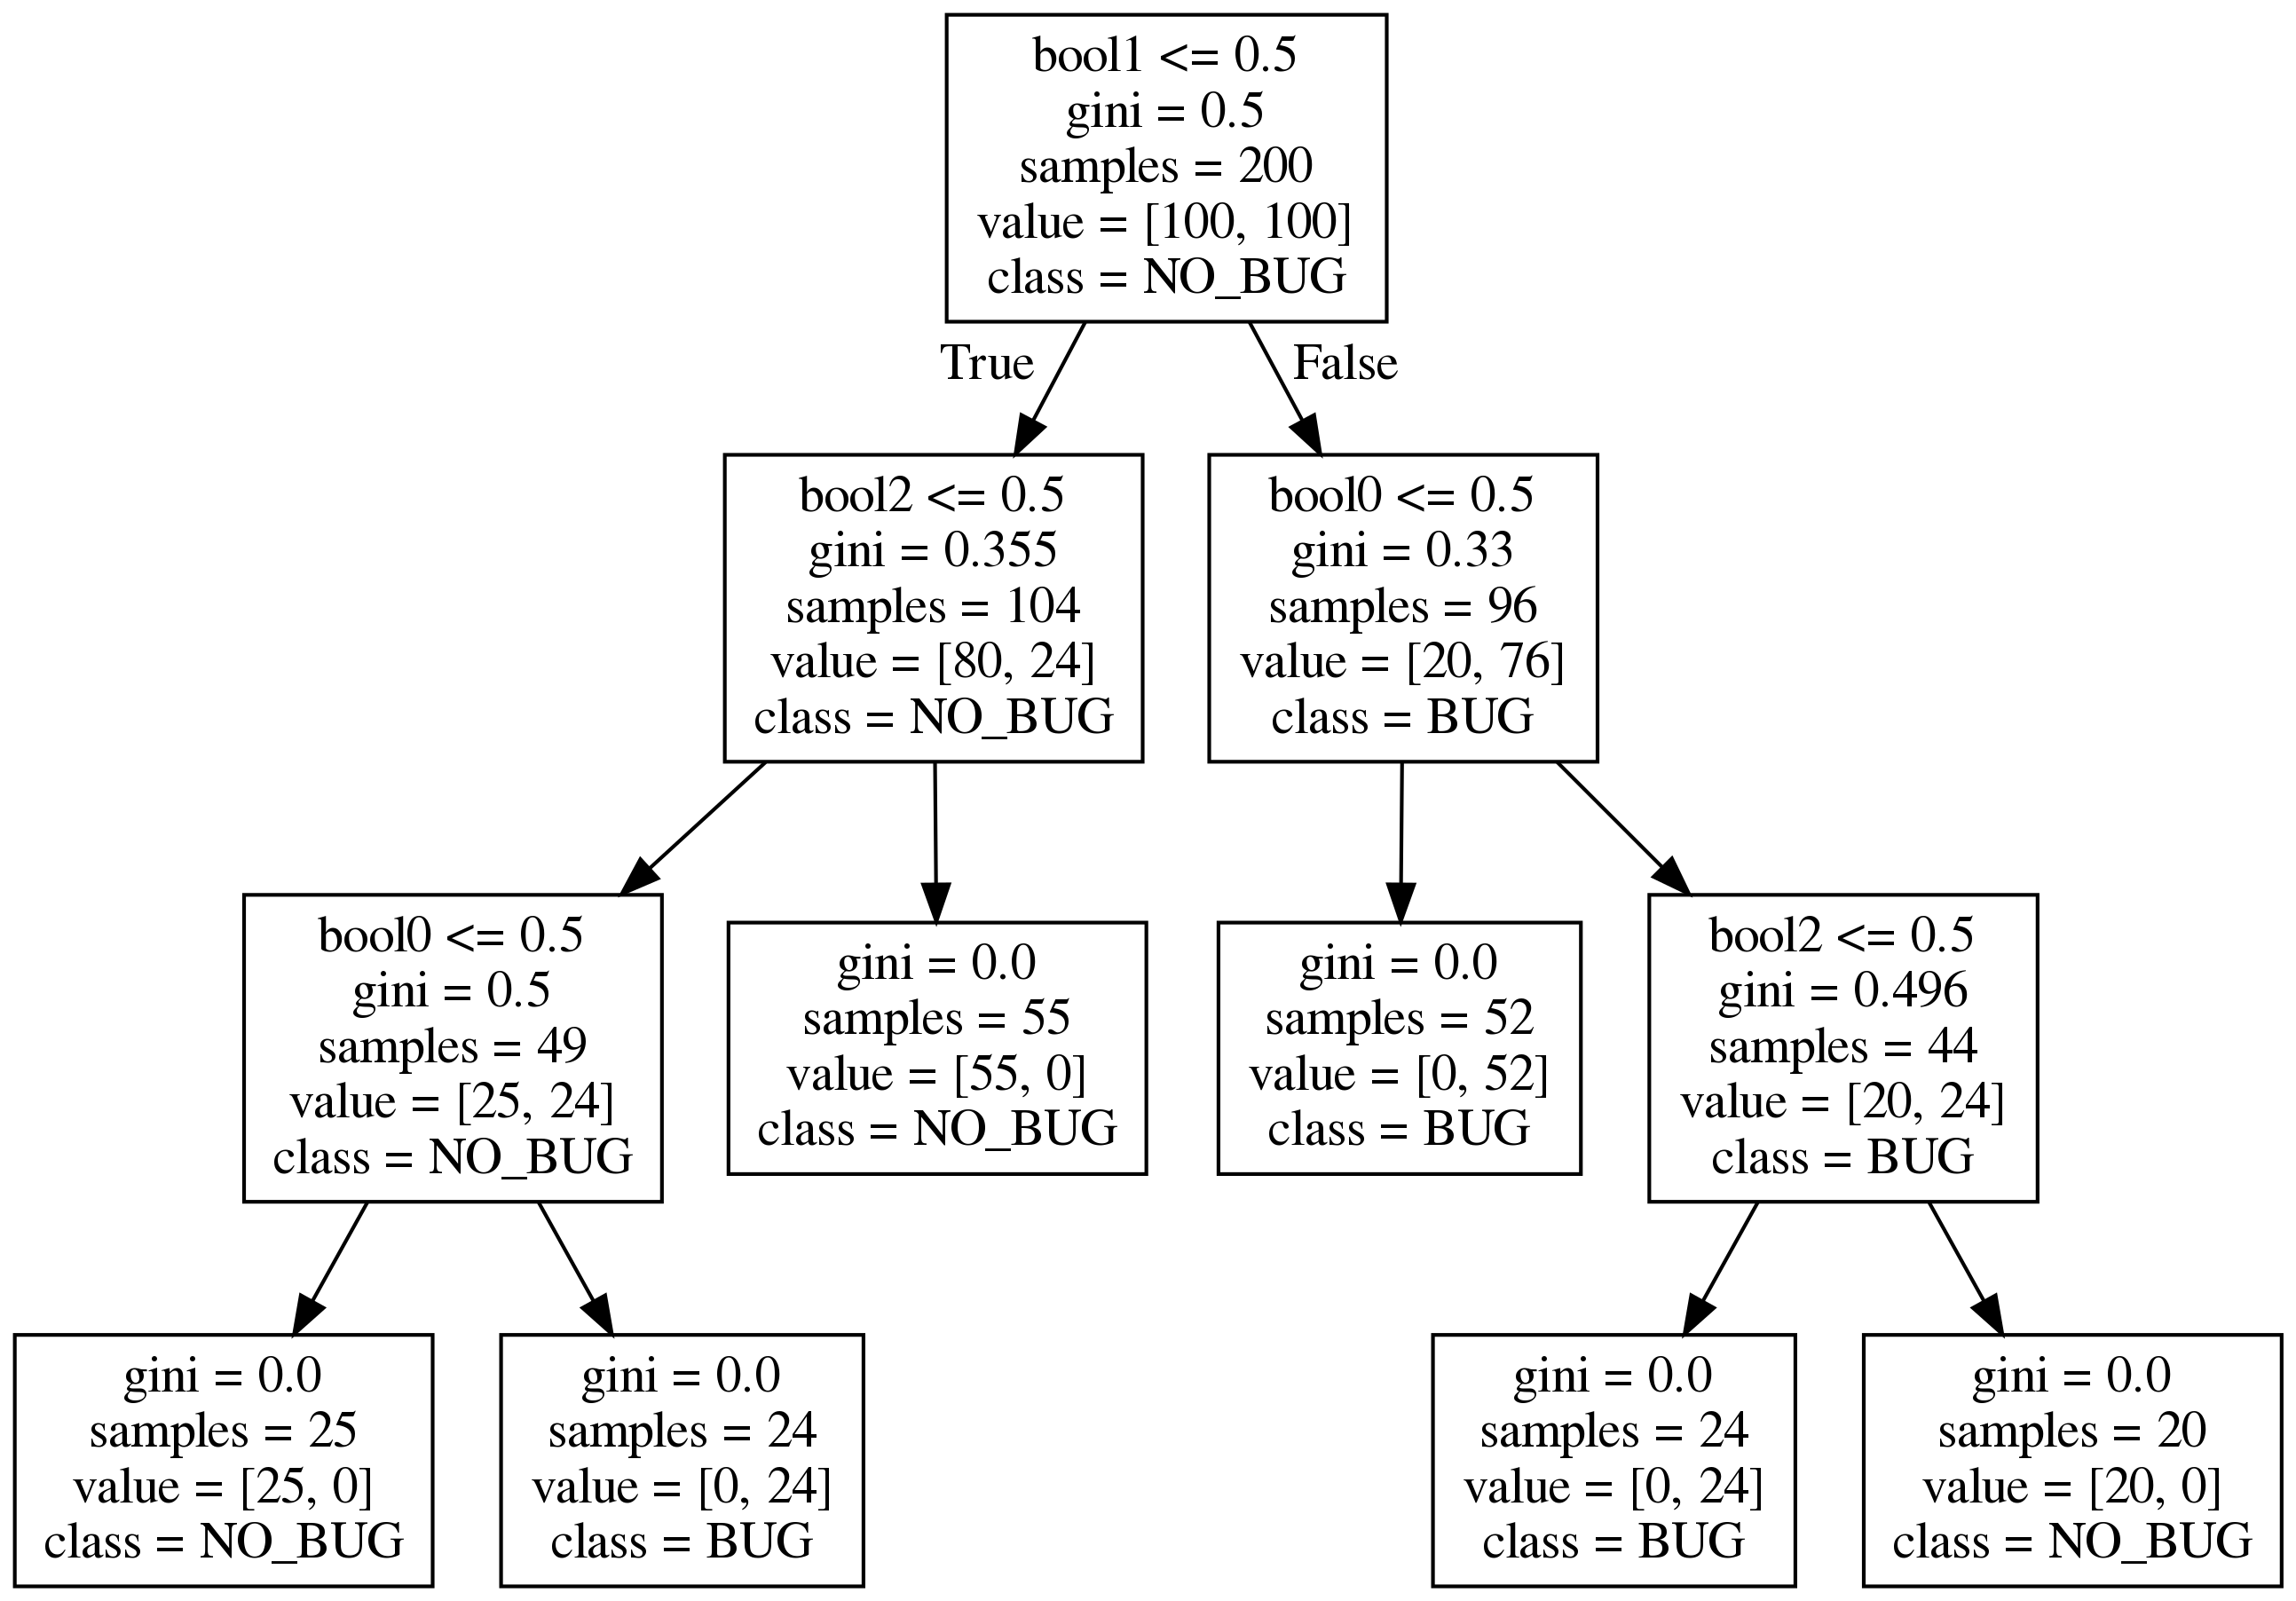 bool1 <= 0.5
gini = 0.5
samples = 200
value = [100, 100]
class = NO_BUG
True
False
bool2 <= 0.5
gini = 0.355
samples = 104
value = [80, 24]
class = NO_BUG
bool0 <= 0.5
gini = 0.33
samples = 96
value = [20, 76]
class = BUG
bool0 <= 0.5
gini = 0.5
samples = 49
value = [25, 24]
class = NO_BUG
gini = 0.0
samples = 55
value = [55, 0]
class = NO_BUG
gini = 0.0
samples = 52
value = [0, 52]
class = BUG
bool2 <= 0.5
gini = 0.496
samples = 44
value = [20, 24]
class = BUG
gini = 0.0
samples = 25
value = [25, 0]
class = NO_BUG
gini = 0.0
samples = 24
value = [0, 24]
class = BUG
gini = 0.0
samples = 24
value = [0, 24]
class = BUG
gini = 0.0
samples = 20
value = [20, 0]
class = NO_BUG